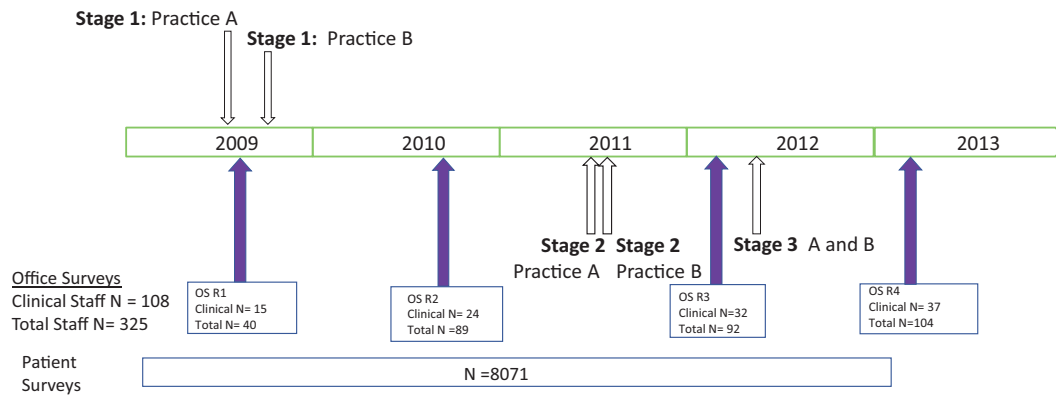 Stage 1: Practice A
Stage 1: Practice B
2009 2010 2011 2012 2013
Stage 2 Stage 2 Stage 3 A and B
Practice A Practice B
Office Surveys
Clinical Staff N = 108
Total Staff N= 325
OS R1
Clinical N= 15
Total N= 40
OS R2
Clinical N= 24
Total N =89
OS R3
Clinical N=32
Total N= 92
OS R4
Clinical N= 37
Total N=104
Patient
Surveys
N =8071